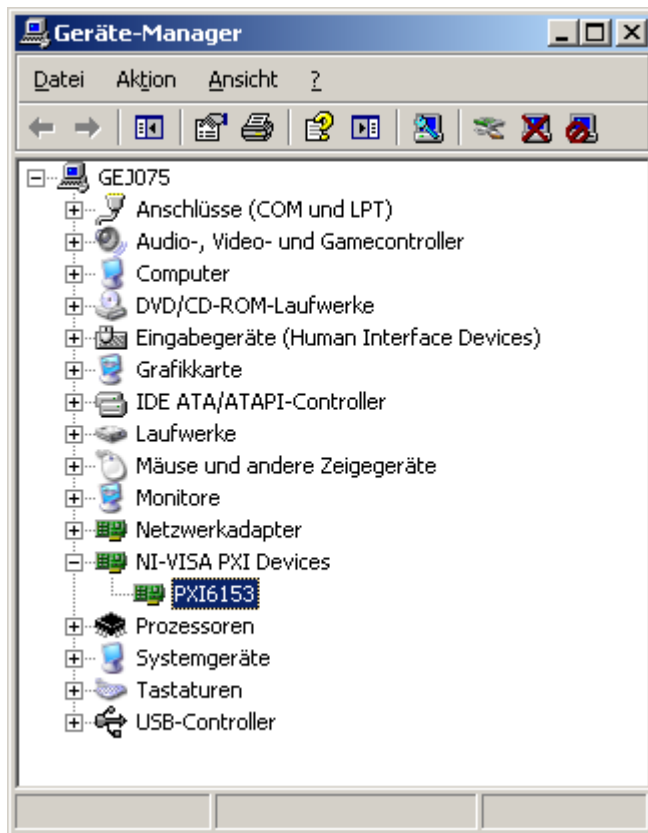 Geräte-Manager
Datei Aktion Ansicht ?
GEJ075
Anschlüsse (COM und LPT)
Audio-, Video- und Gamecontroller
Computer
DVD/CD-ROM-Laufwerke
Eingabegeräte (Human Interface Devices)
Grafikkarte
IDE ATA/ATAPI-Controller
Laufwerke
Mäuse und andere Zeigegeräte
Monitore
Netzwerkadapter
NI-VISA PXI Devices
PXI6153
Prozessoren
Systemgeräte
Tastaturen
USB-Controller